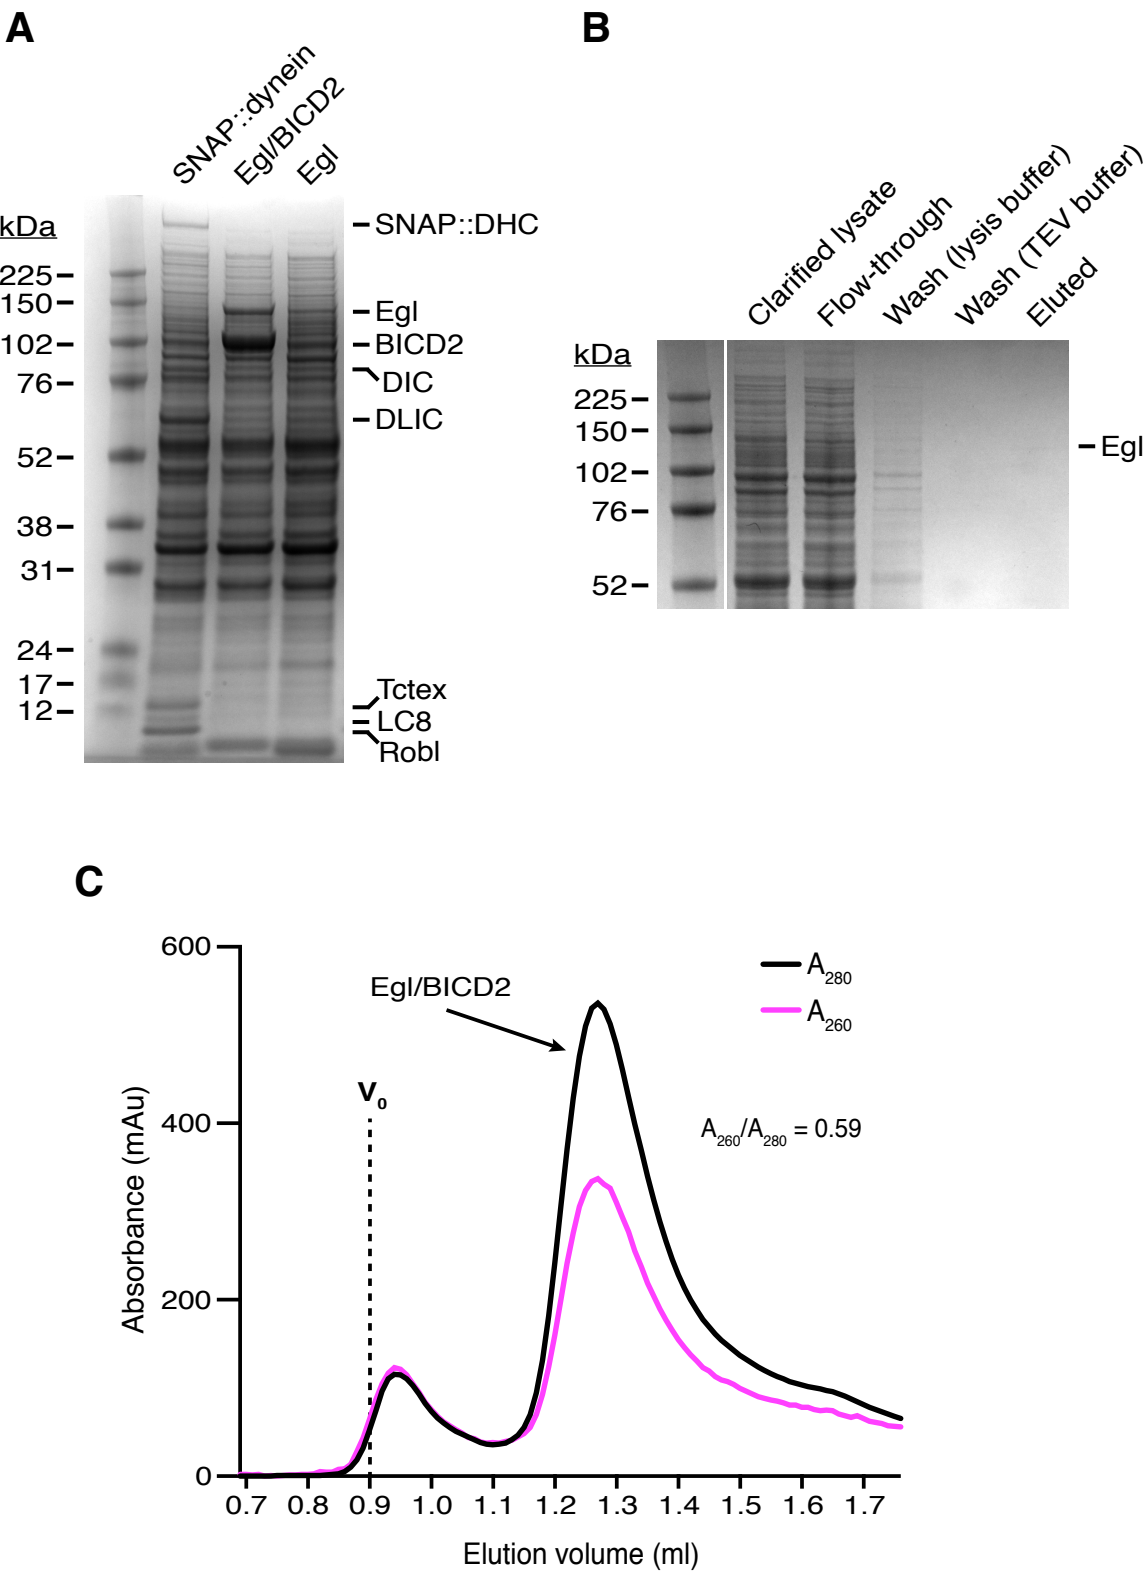 A
SNAP::dynein
Egl/BICD2
Egl
kDa
225
150
102
76
52
38
31
24
17
12
SNAP::DHC
Egl
BICD2
DIC
DLIC
Tctex
LC8
Robl
B
Clarified lysate
Flow-through
Wash (lysis buffer)
Wash (TEV buffer)
Eluted
kDa
225
150
102
76
52
Egl
C
600
400
200
0
Absorbance (mAu)
Egl/BICD2
V0
A280
A260
A260/A280 = 0.59
0.7 0.8 0.9 1.0 1.1 1.2 1.3 1.4 1.5 1.6 1.7
Elution volume (ml)